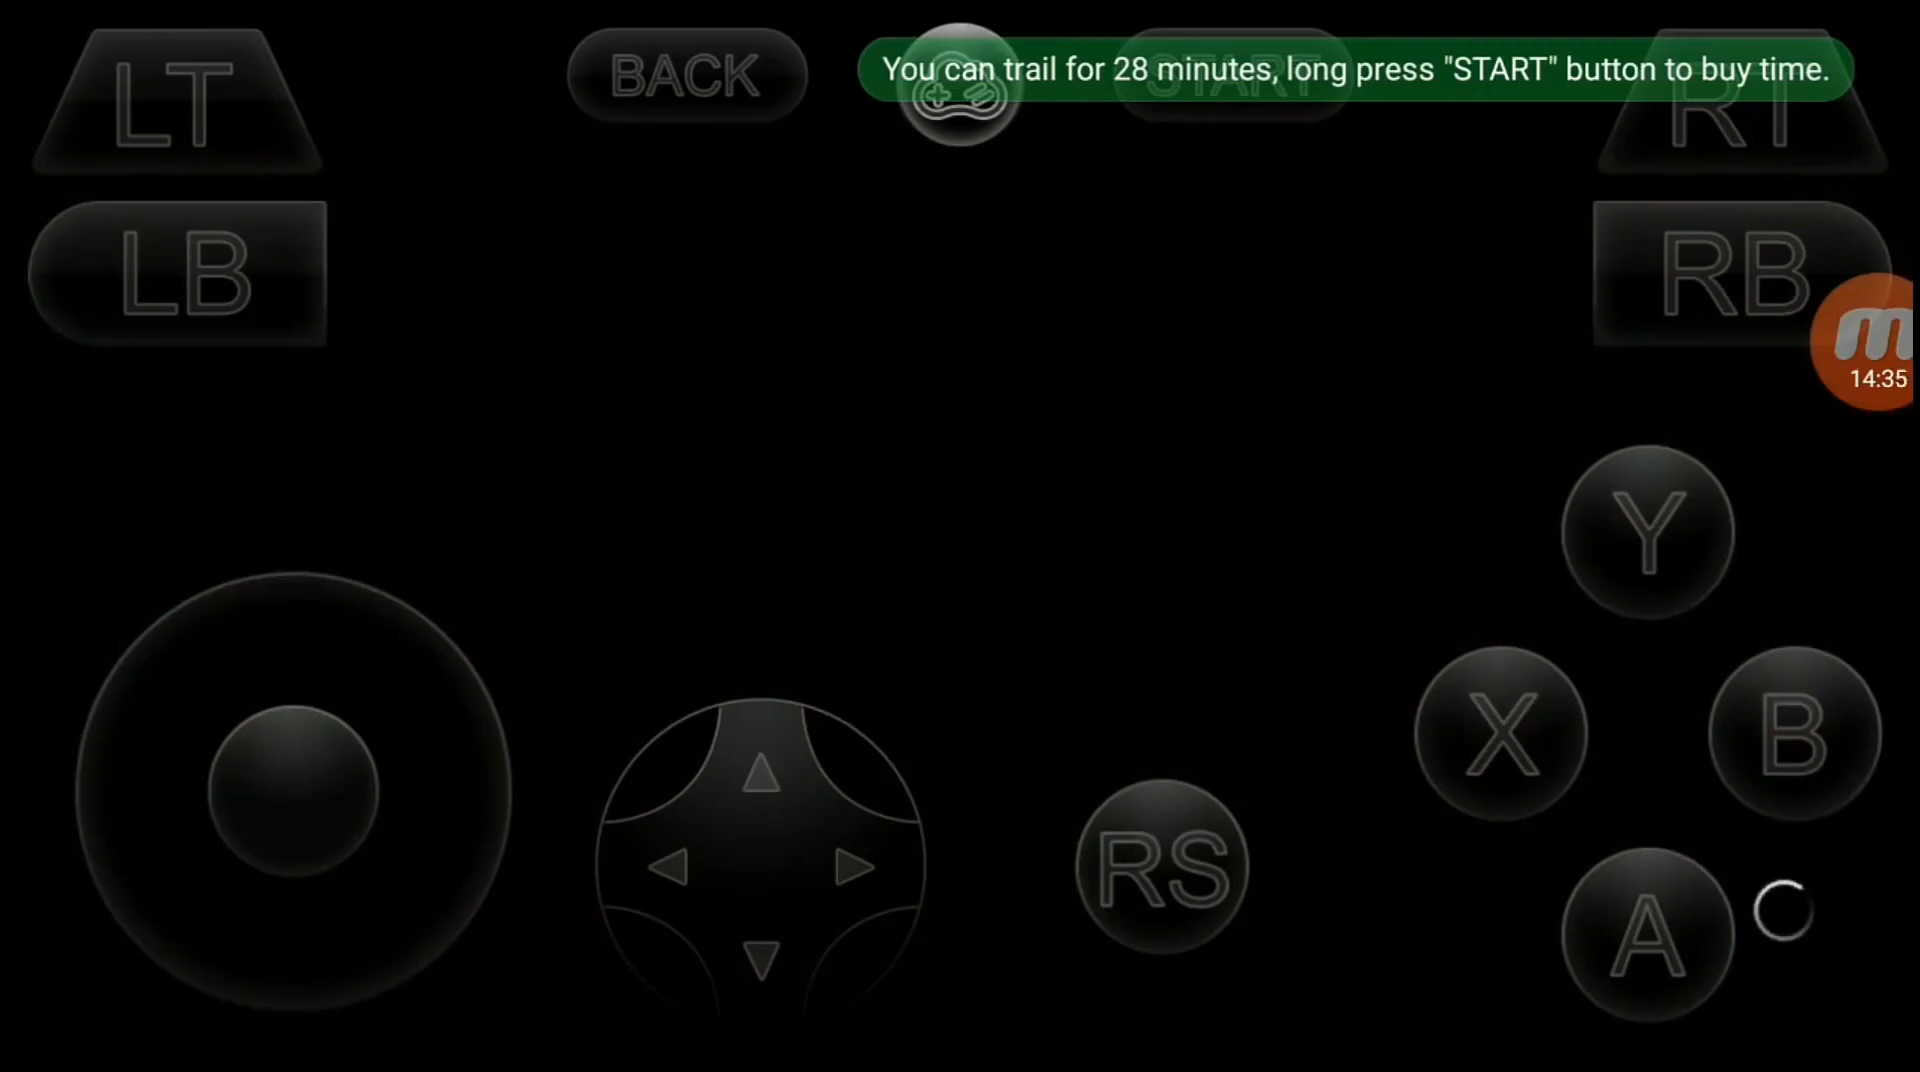 LT
BACK
START
You can trail for 28 minutes, long press "START" button to buy time.
RT
LB
RB
14:35
Y
X
B
RS
A